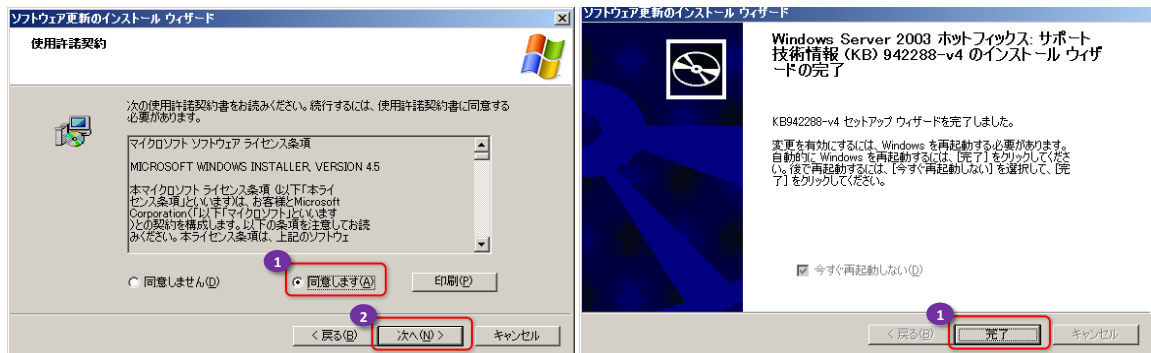 ソフトウェア更新のインストール ウィザード
使用許諾契約
次の使用許諾契約書をお読みください。続行するには、使用許諾契約書に同意する
必要があります。
マイクロソフト ソフトウェア ライセンス条項
MICROSOFT WINDOWS INSTALLER, VERSION 4.5
本マイクロソフト ライセンス条項 (以下「本ライ
センス条項」といいます)は、お客様とMicrosoft
Corporation(「以下「マイクロソフト」といいます
)との契約を構成します。以下の条項を注意してお読
みください。本ライセンス条項は、上記のソフトウェ
1
同意しません(D)
同意します(A)
印刷(P)
2
< 戻る(B)
次へ(N) >
キャンセル
ソフトウェア更新のインストール ウィザード
Windows Server 2003 ホットフィックス: サポート
技術情報 (KB) 942288-v4 のインストール ウィザ
ードの完了
KB942288-v4 セットアップ ウィザードを完了しました。
変更を有効にするには、Windows を再起動する必要があります。
自動的に Windows を再起動するには、[完了] をクリックしてくださ
い。後で再起動するには、[今すぐ再起動しない] を選択して、[完
了] をクリックしてください。
今すぐ再起動しない(D)
1
< 戻る(B)
完了
キャンセル